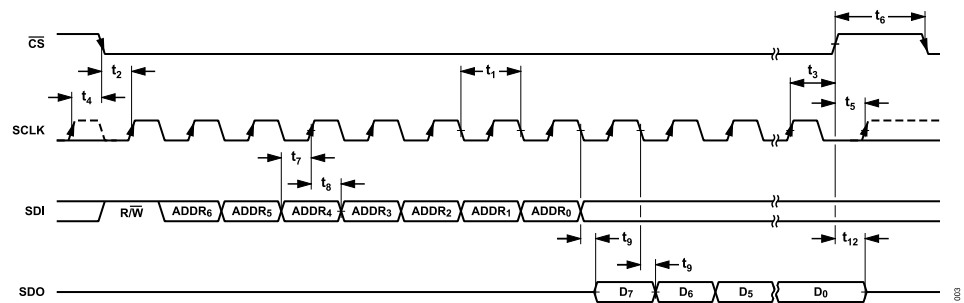 t6
CS
t2
t1
t3
t4
t5
SCLK
t7
t8
SDI
R/W
ADDR6
ADDR5
ADDR4
ADDR3
ADDR2
ADDR1
ADDR0
t9
t12
t9
SDO
D7
D6
D5
D0
003